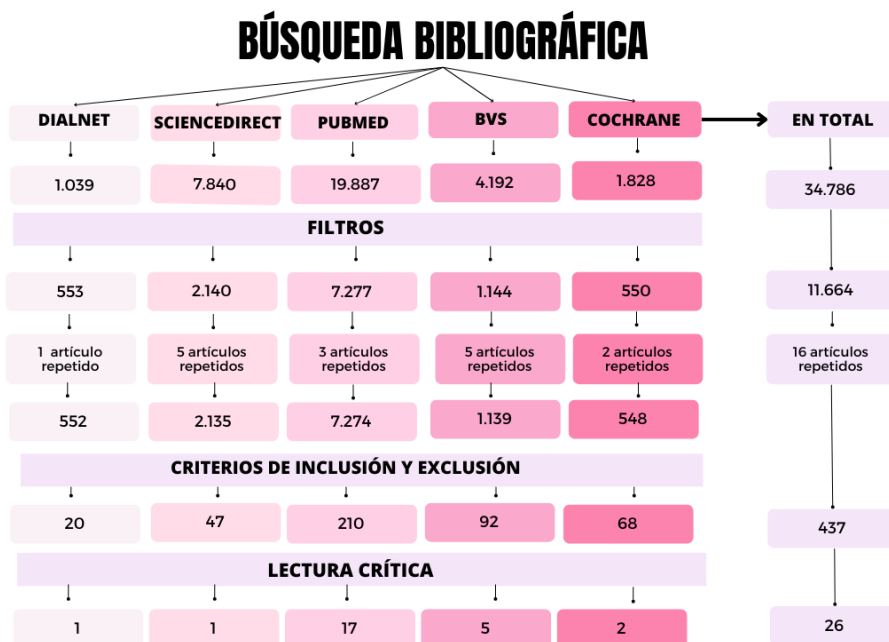 BÚSQUEDA BIBLIOGRÁFICA
DIALNET
SCIENCEDIRECT
PUBMED
BVS
COCHRANE
EN TOTAL
1.039
7.840
19.887
4.192
1.828
34.786
FILTROS
553
2.140
7.277
1.144
550
11.664
1 artículo
repetido
5 artículos
repetidos
3 artículos
repetidos
5 artículos
repetidos
2 artículos
repetidos
16 artículos
repetidos
552
2.135
7.274
1.139
548
CRITERIOS DE INCLUSIÓN Y EXCLUSIÓN
20
47
210
92
68
437
LECTURA CRÍTICA
1
1
17
5
2
26